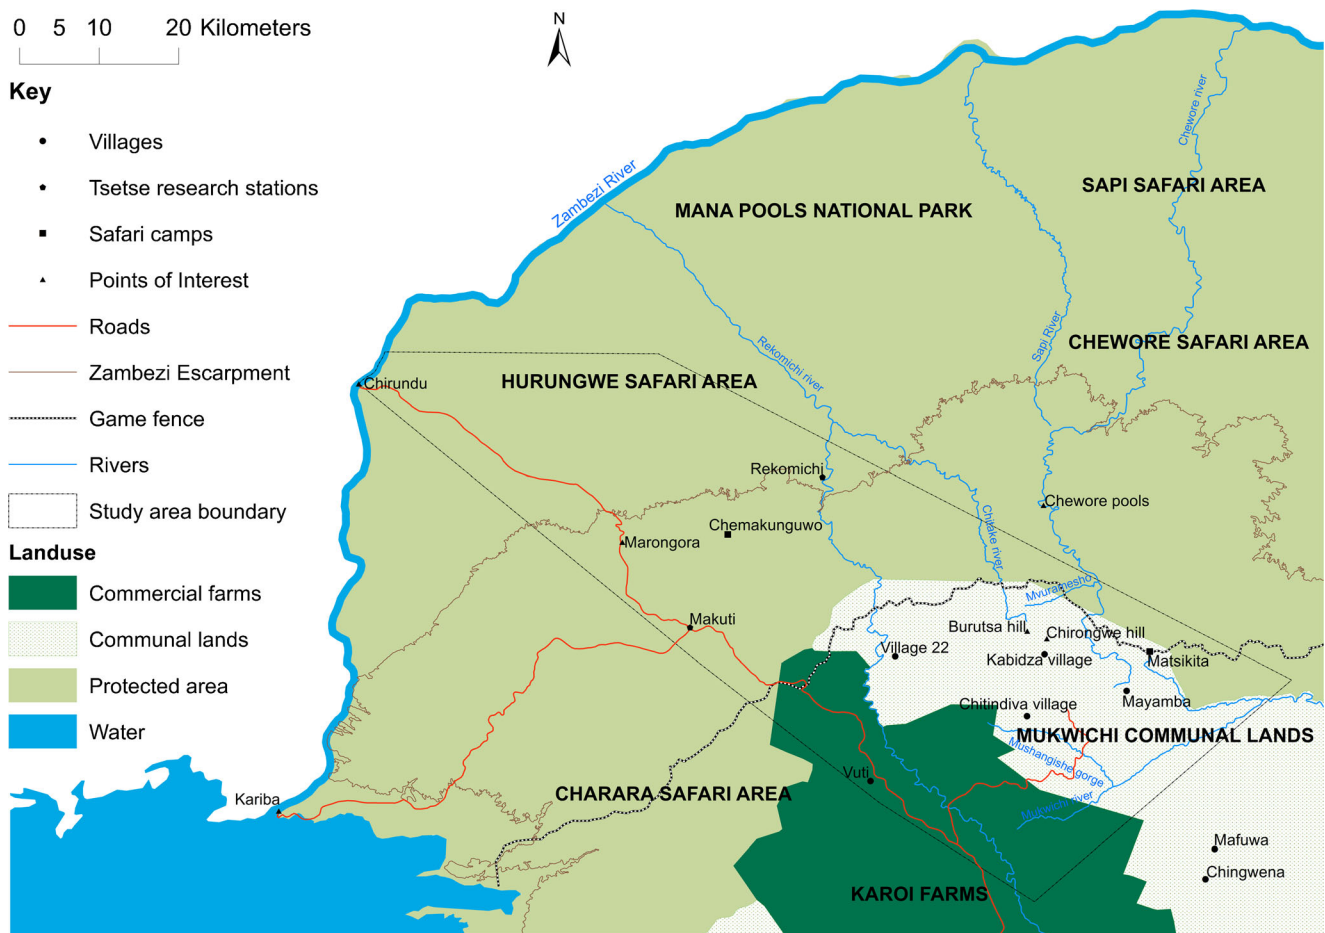 0 5 10 20 Kilometers
N
Key
Villages
Tsetse research stations
Safari camps
Points of Interest
Roads
Zambezi Escarpment
Game fence
Rivers
Study area boundary
Landuse
Commercial farms
Communal lands
Protected area
Water
Zambezi River
Chewore river
SAPI SAFARI AREA
MANA POOLS NATIONAL PARK
Sapi River
CHEWORE SAFARI AREA
Rekomichi river
HURUNGWE SAFARI AREA
Chirundu
Rekomichi
Chewore pools
Chemakunguwo
Chitake river
Marongora
Mvuramesho
Makuti
Burutsa hill
Chirongwe hill
Village 22
Kabidza village
Matsikita
Mayamba
Chitindiva village
MUKWICHI COMMUNAL LANDS
Mushangishe gorge
Vuti
CHARARA SAFARI AREA
Kariba
Mukwichi river
Mafuwa
Chingwena
KAROI FARMS